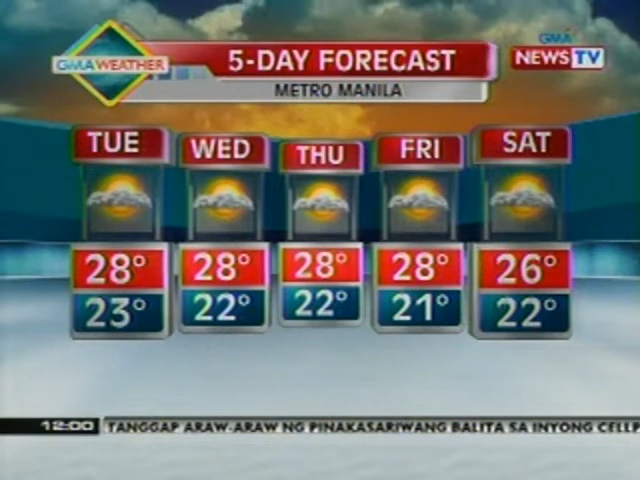 GMA WEATHER
5-DAY FORECAST
METRO MANILA
GMA
NEWS TV
TUE WED THU FRI SAT
28° 28° 28° 28° 26°
23° 22° 22° 21° 22°
12:00 TANGGAP ARAW-ARAW NG PINAKASARIWANG BALITA SA INYONG CELLP